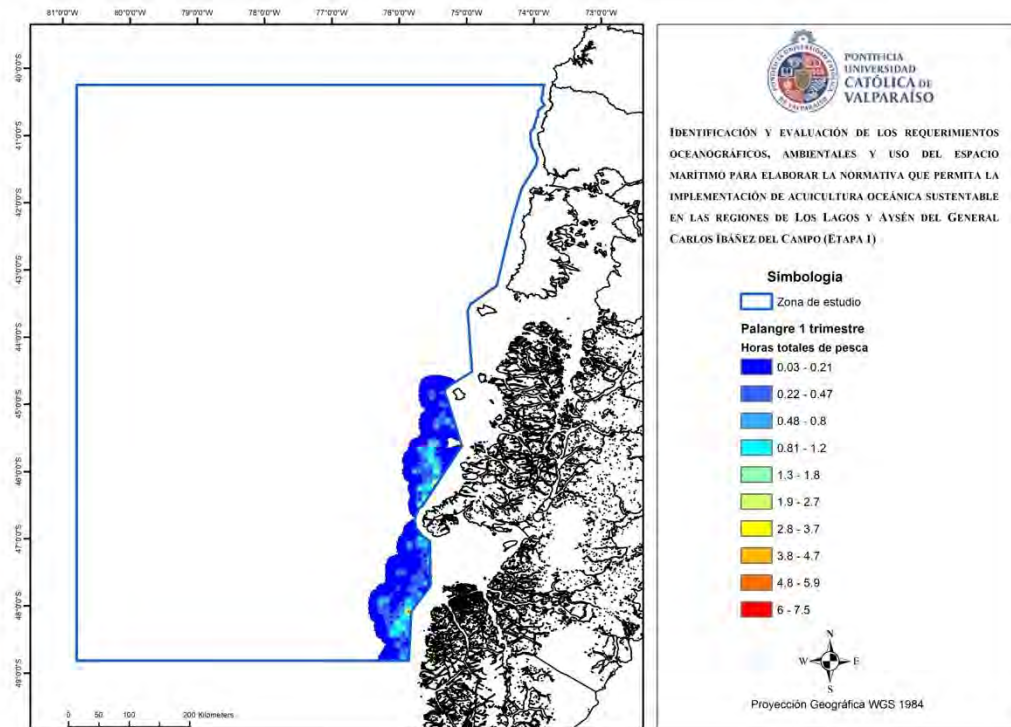 81°0'0"W 80°0'0"W 79°0'0"W 78°0'0"W 77°0'0"W 76°0'0"W 75°0'0"W 74°0'0"W 73°0'0"W
40°0'0"S
41°0'0"S
42°0'0"S
43°0'0"S
44°0'0"S
45°0'0"S
46°0'0"S
47°0'0"S
48°0'0"S
49°0'0"S
0 50 100 200 Kilometers
PONTIFICIA
UNIVERSIDAD
CATÓLICA DE
VALPARAÍSO
IDENTIFICACIÓN Y EVALUACIÓN DE LOS REQUERIMIENTOS
OCEANOGRÁFICOS, AMBIENTALES Y USO DEL ESPACIO
MARÍTIMO PARA ELABORAR LA NORMATIVA QUE PERMITA LA
IMPLEMENTACIÓN DE ACUICULTURA OCEÁNICA SUSTENTABLE
EN LAS REGIONES DE LOS LAGOS Y AYSÉN DEL GENERAL
CARLOS IBÁÑEZ DEL CAMPO (ETAPA 1)
Simbología
Zona de estudio
Palangre 1 trimestre
Horas totales de pesca
0.03 - 0.21
0.22 - 0.47
0.48 - 0.8
0.81 - 1.2
1.3 - 1.8
1.9 - 2.7
2.8 - 3.7
3.8 - 4.7
4.8 - 5.9
6 - 7.5
N
W E
S
Proyección Geográfica WGS 1984